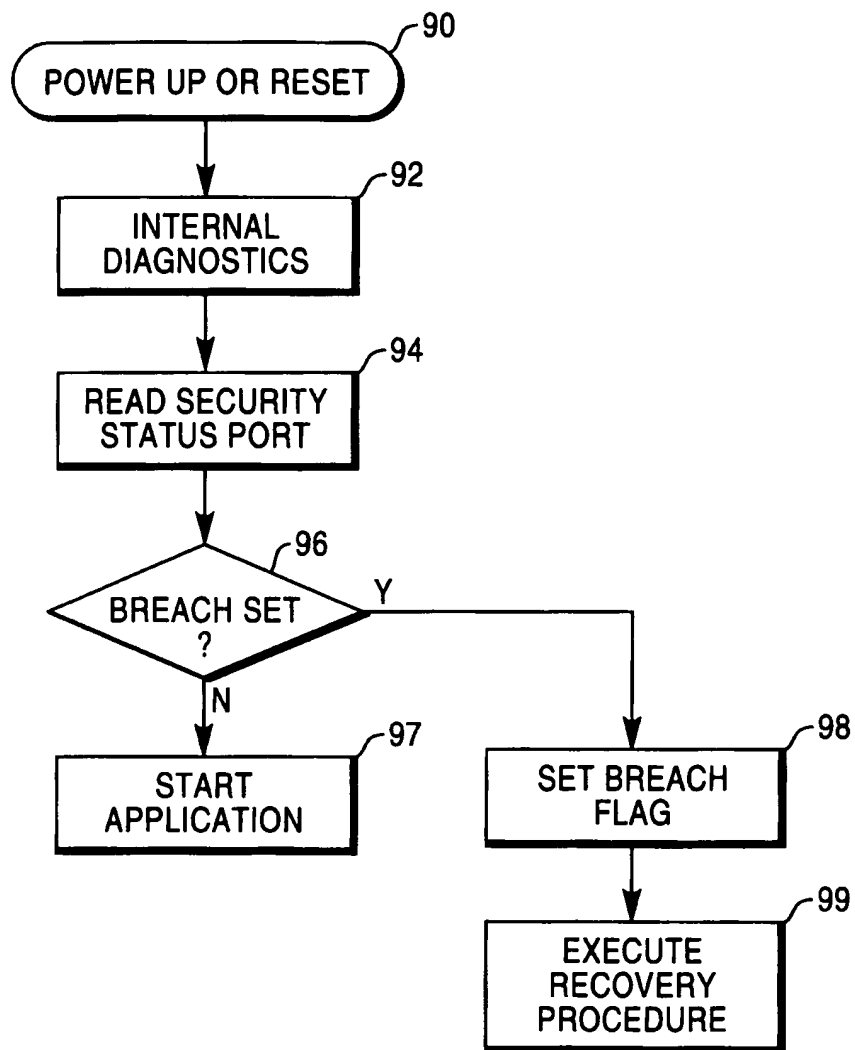 90
POWER UP OR RESET
92
INTERNAL
DIAGNOSTICS
94
READ SECURITY
STATUS PORT
96
BREACH SET
?
Y
N
97
START
APPLICATION
98
SET BREACH
FLAG
99
EXECUTE
RECOVERY
PROCEDURE